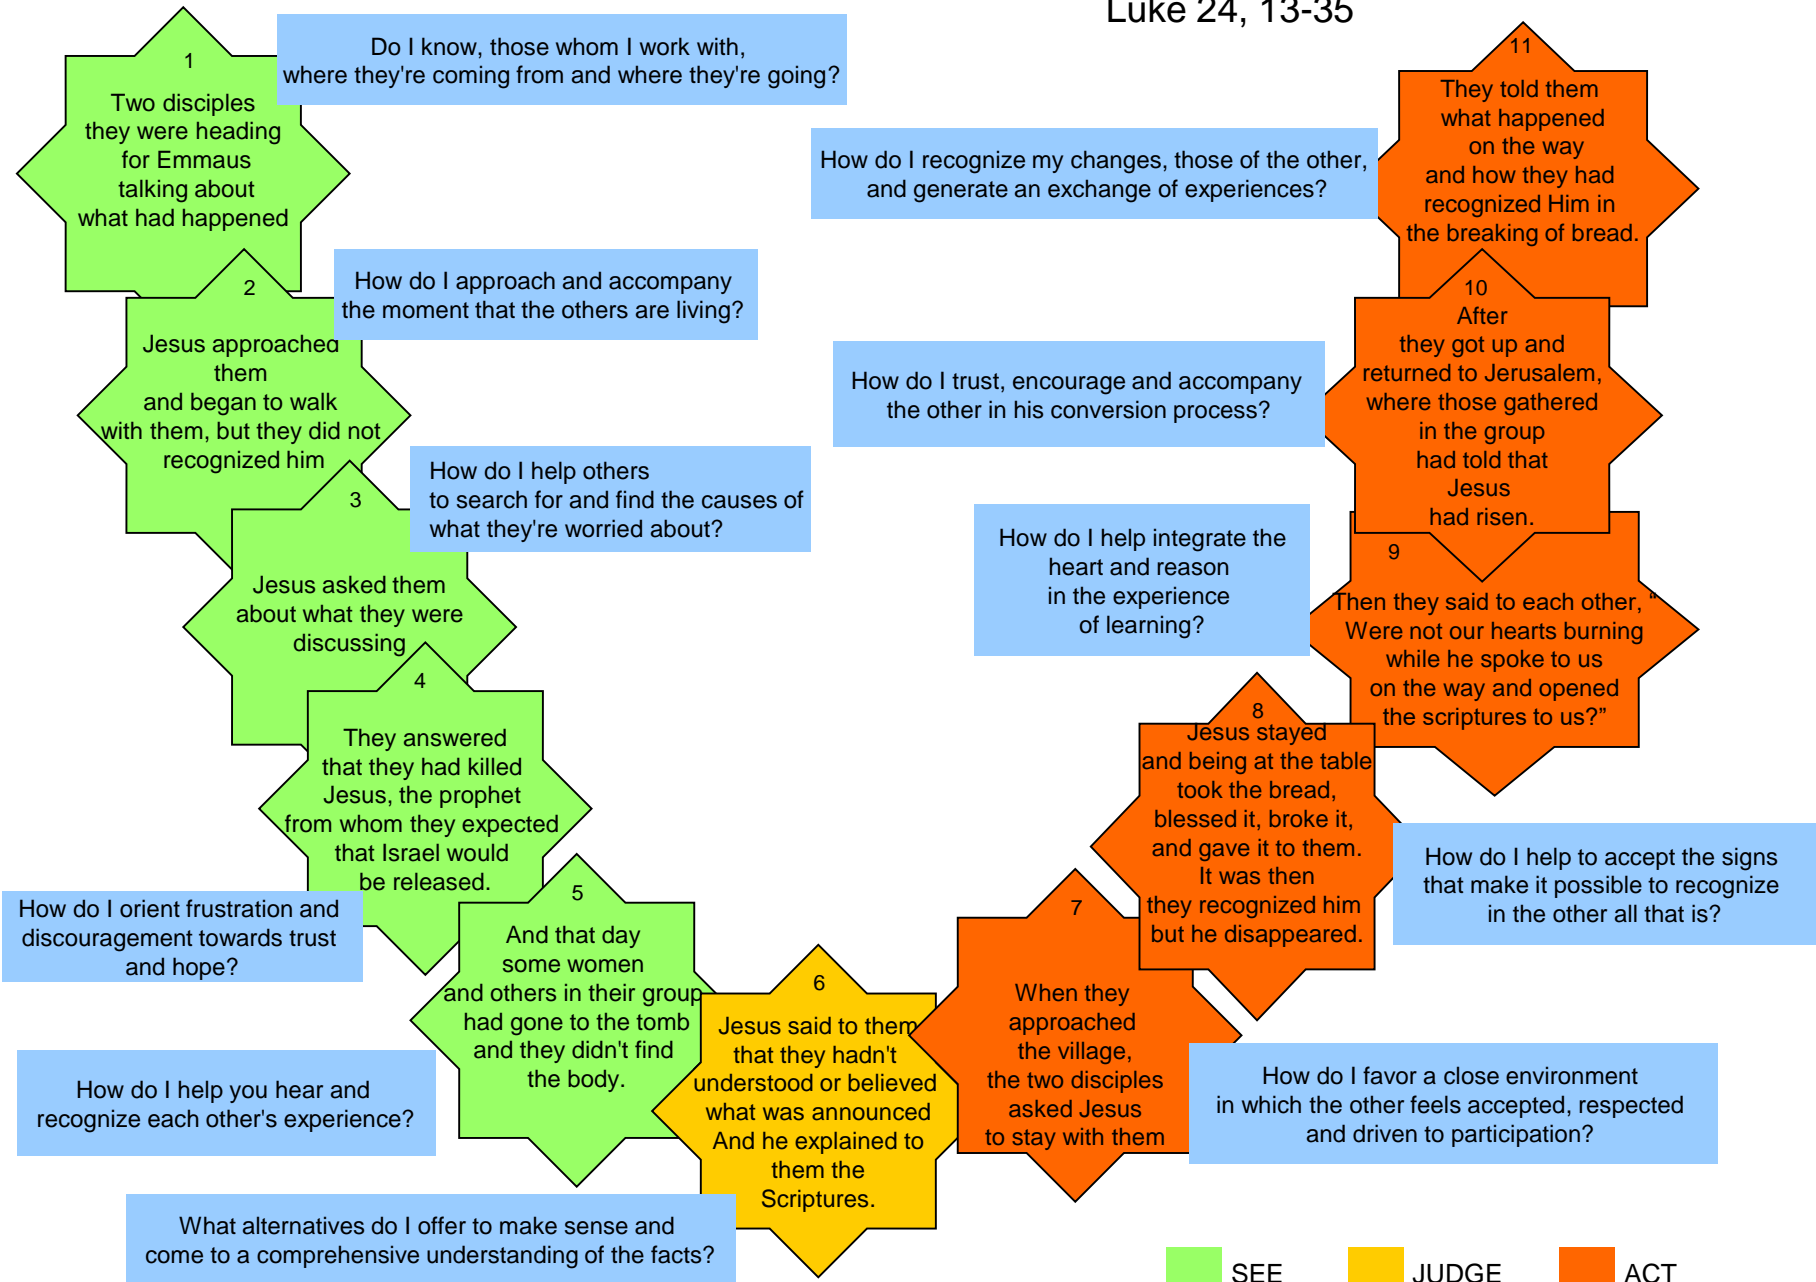 Luke 24, 13-35
1
Two disciples
they were heading
for Emmaus
talking about
what had happened
Do I know, those whom I work with,
where they're coming from and where they're going?
2
Jesus approached
them
and began to walk
with them, but they did not
recognized him
How do I approach and accompany
the moment that the others are living?
3
Jesus asked them
about what they were
discussing
How do I help others
to search for and find the causes of
what they're worried about?
4
They answered
that they had killed
Jesus, the prophet
from whom they expected
that Israel would
be released.
How do I orient frustration and
discouragement towards trust
and hope?
5
And that day
some women
and others in their group
had gone to the tomb
and they didn't find
the body.
How do I help you hear and
recognize each other's experience?
6
Jesus said to them
that they hadn't
understood or believed
what was announced
And he explained to
them the
Scriptures.
What alternatives do I offer to make sense and
come to a comprehensive understanding of the facts?
7
When they
approached
the village,
the two disciples
asked Jesus
to stay with them
How do I favor a close environment
in which the other feels accepted, respected
and driven to participation?
8
Jesus stayed
and being at the table
took the bread,
blessed it, broke it,
and gave it to them.
It was then
they recognized him
but he disappeared.
How do I help to accept the signs
that make it possible to recognize
in the other all that is?
9
Then they said to each other, “
Were not our hearts burning
while he spoke to us
on the way and opened
the scriptures to us?”
How do I help integrate the
heart and reason
in the experience
of learning?
10
After
they got up and
returned to Jerusalem,
where those gathered
in the group
had told that
Jesus
had risen.
How do I trust, encourage and accompany
the other in his conversion process?
11
They told them
what happened
on the way
and how they had
recognized Him in
the breaking of bread.
How do I recognize my changes, those of the other,
and generate an exchange of experiences?
SEE
JUDGE
ACT